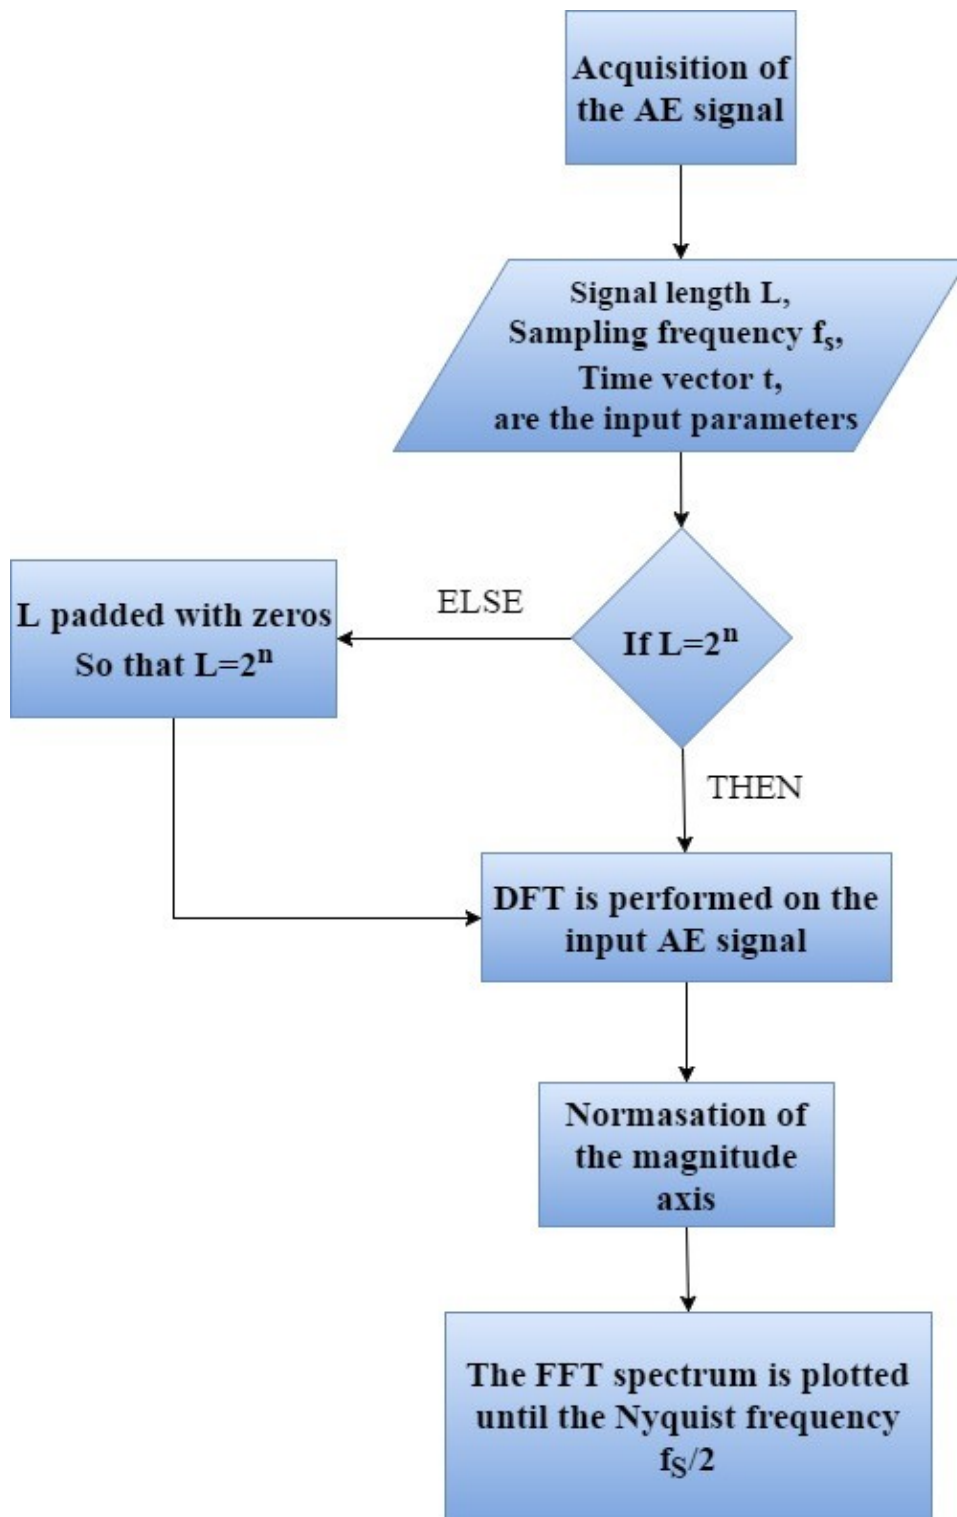 Acquisition of
the AE signal
Signal length L,
Sampling frequency fₛ,
Time vector t,
are the input parameters
If L=2ⁿ
ELSE
L padded with zeros
So that L=2ⁿ
THEN
DFT is performed on the
input AE signal
Normasation of
the magnitude
axis
The FFT spectrum is plotted
until the Nyquist frequency
f_S/2